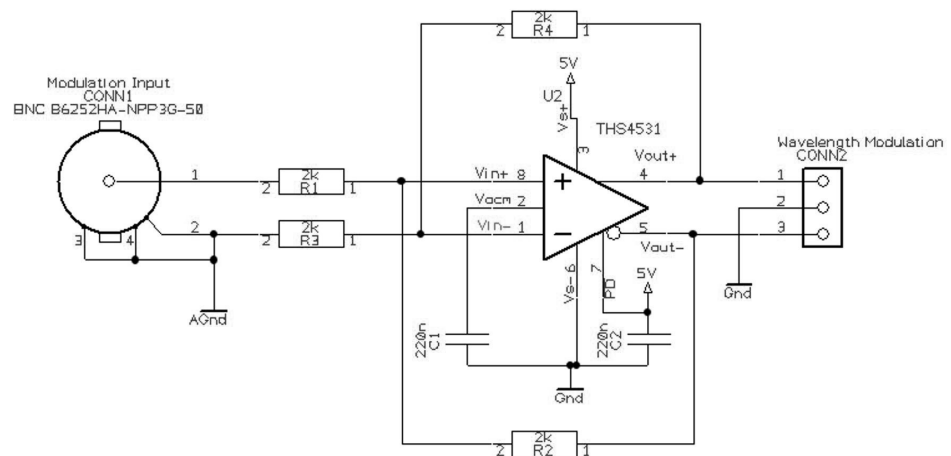 2k
2 R4 1
5V
U2
Vs+
3
THS4531
Modulation Input
CONN1
BNC B6252HA-NPP3G-50
Wavelength Modulation
CONN2
Vout+
4
1
2k
2 R1 1
Vin+ 8
1
Vocm 2
2
2k
2 R3 1
Vin- 1
5
Vout-
3
3
4
2
Vs-
6
7
PD
5V
Gnd
AGnd
220n
C1
220n
C2
Gnd
2k
2 R2 1